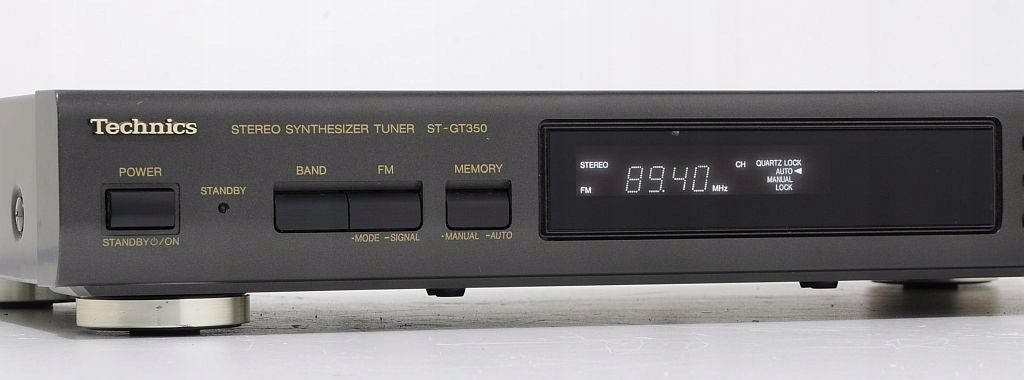 Technics
STEREO SYNTHESIZER TUNER ST-GT350
POWER
STANDBY ⏻/ON
STANDBY
BAND
FM
-MODE -SIGNAL
MEMORY
-MANUAL -AUTO
STEREO
FM
89.40 MHz
CH
QUARTZ LOCK
AUTO ◀
MANUAL
LOCK